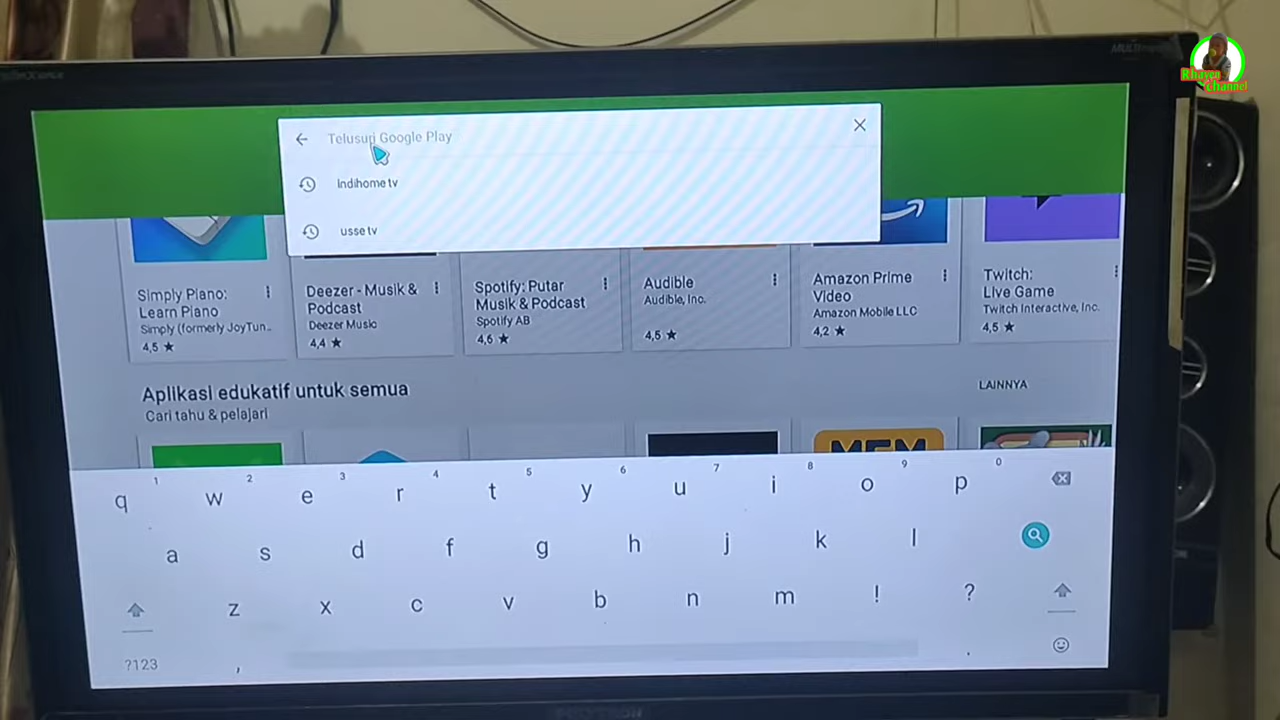 Rhayen
Channel
Telusuri Google Play
Indihome tv
usse tv
Simply Piano:
Learn Piano
Simply (formerly JoyTun...
4,5 ★
Deezer - Musik &
Podcast
Deezer Music
4,4 ★
Spotify: Putar
Musik & Podcast
Spotify AB
4,6 ★
Audible
Audible, Inc.
4,5 ★
Amazon Prime
Video
Amazon Mobile LLC
4,2 ★
Twitch:
Live Game
Twitch Interactive, Inc.
4,5 ★
Aplikasi edukatif untuk semua
Cari tahu & pelajari
LAINNYA
1 2 3 4 5 6 7 8 9 0
q w e r t y u i o p
a s d f g h j k l
z x c v b n m ! ?
?123 , .